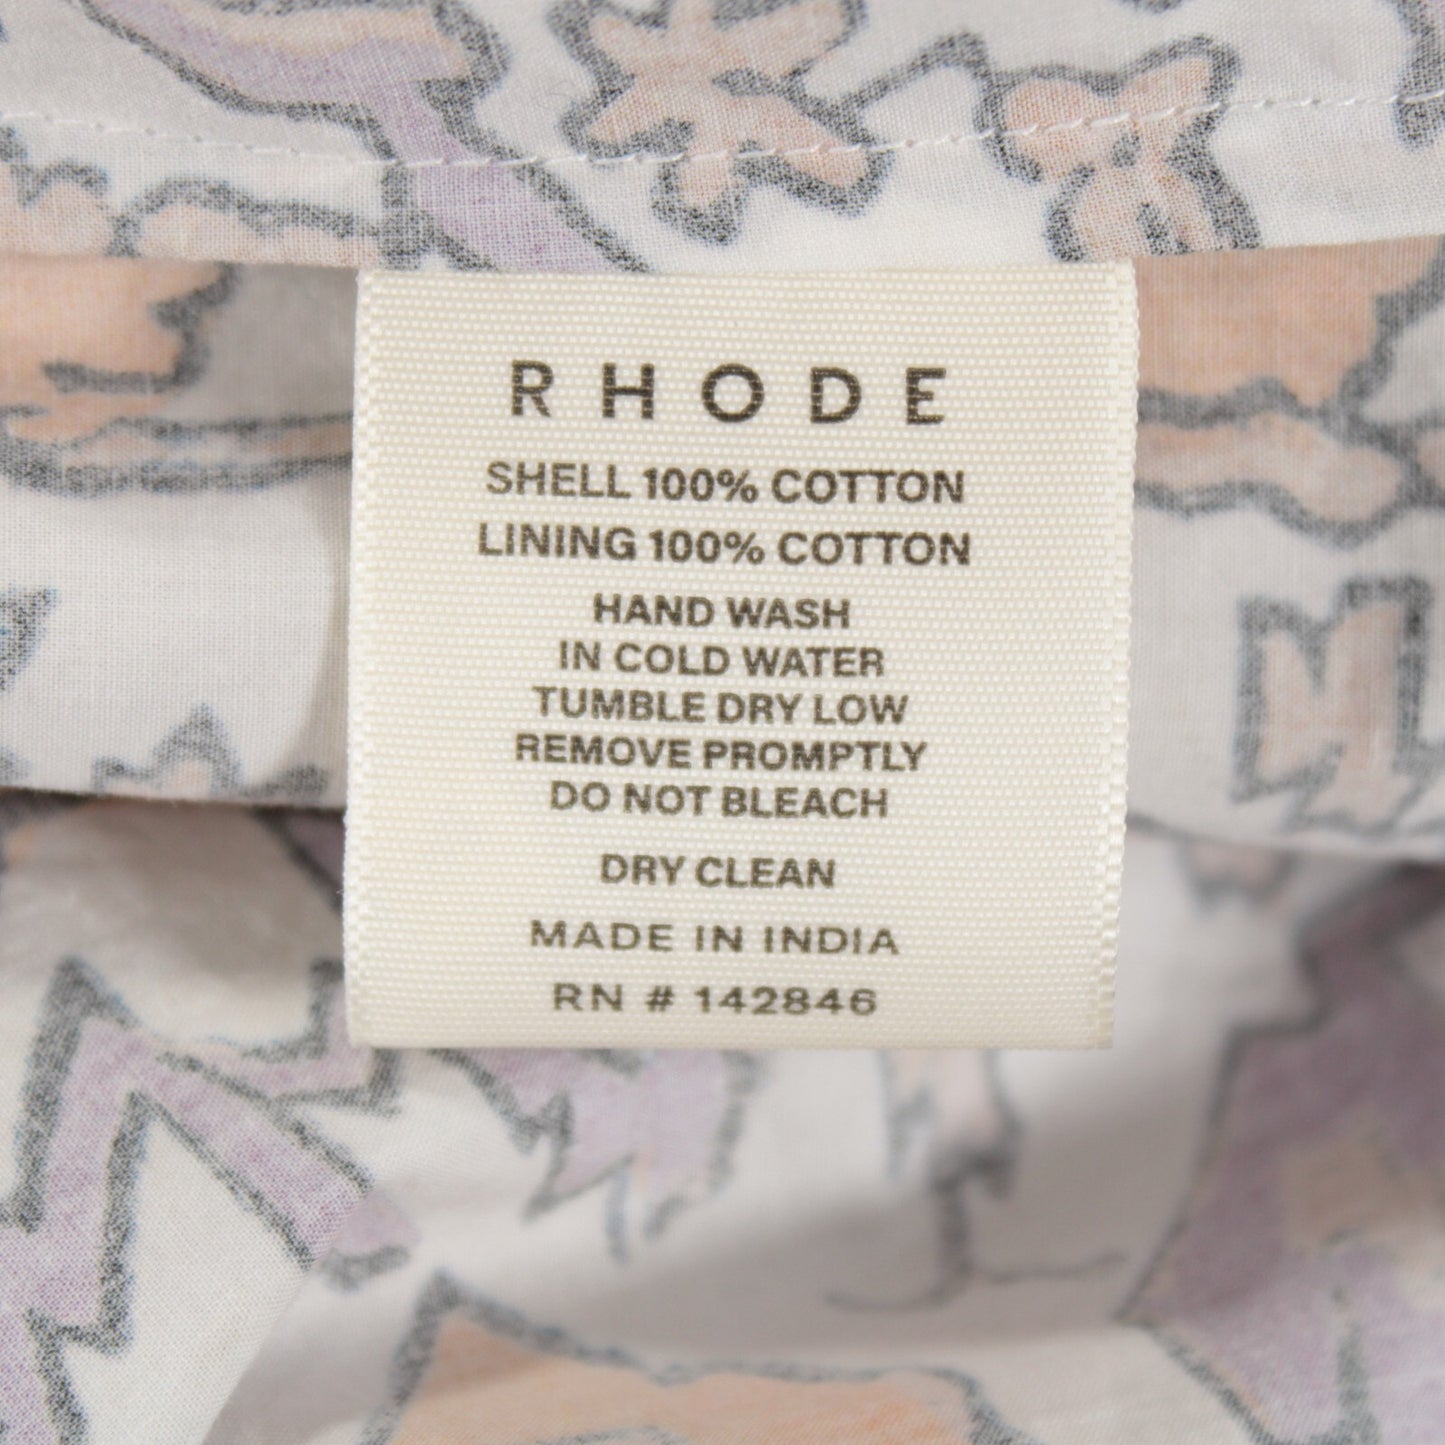 RHODE
SHELL 100% COTTON
LINING 100% COTTON
HAND WASH
IN COLD WATER
TUMBLE DRY LOW
REMOVE PROMPTLY
DO NOT BLEACH
DRY CLEAN
MADE IN INDIA
RN # 142846